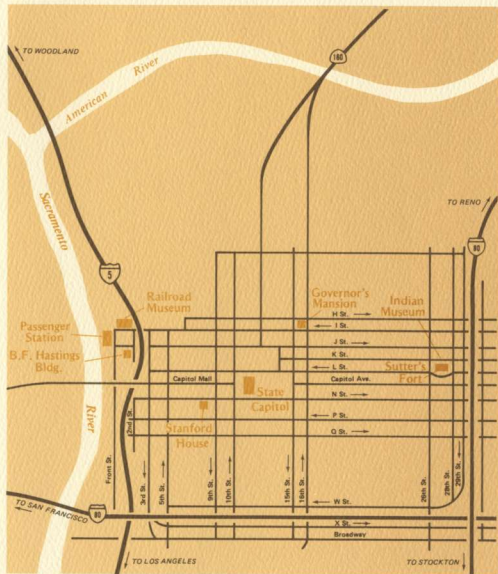 TO WOODLAND
American River
160
Sacramento River
TO RENO
80
5
Railroad
Museum
Governor's
Mansion
Indian
Museum
Passenger
Station
B.F. Hastings
Bldg.
H St.
I St.
J St.
K St.
L St.
Capitol Mall
Capitol Ave.
Sutter's
Fort
State
Capitol
N St.
Stanford
House
P St.
Q St.
Front St.
2nd St.
3rd St.
5th St.
9th St.
10th St.
15th St.
16th St.
26th St.
28th St.
29th St.
W St.
X St.
Broadway
TO SAN FRANCISCO
80
TO LOS ANGELES
TO STOCKTON